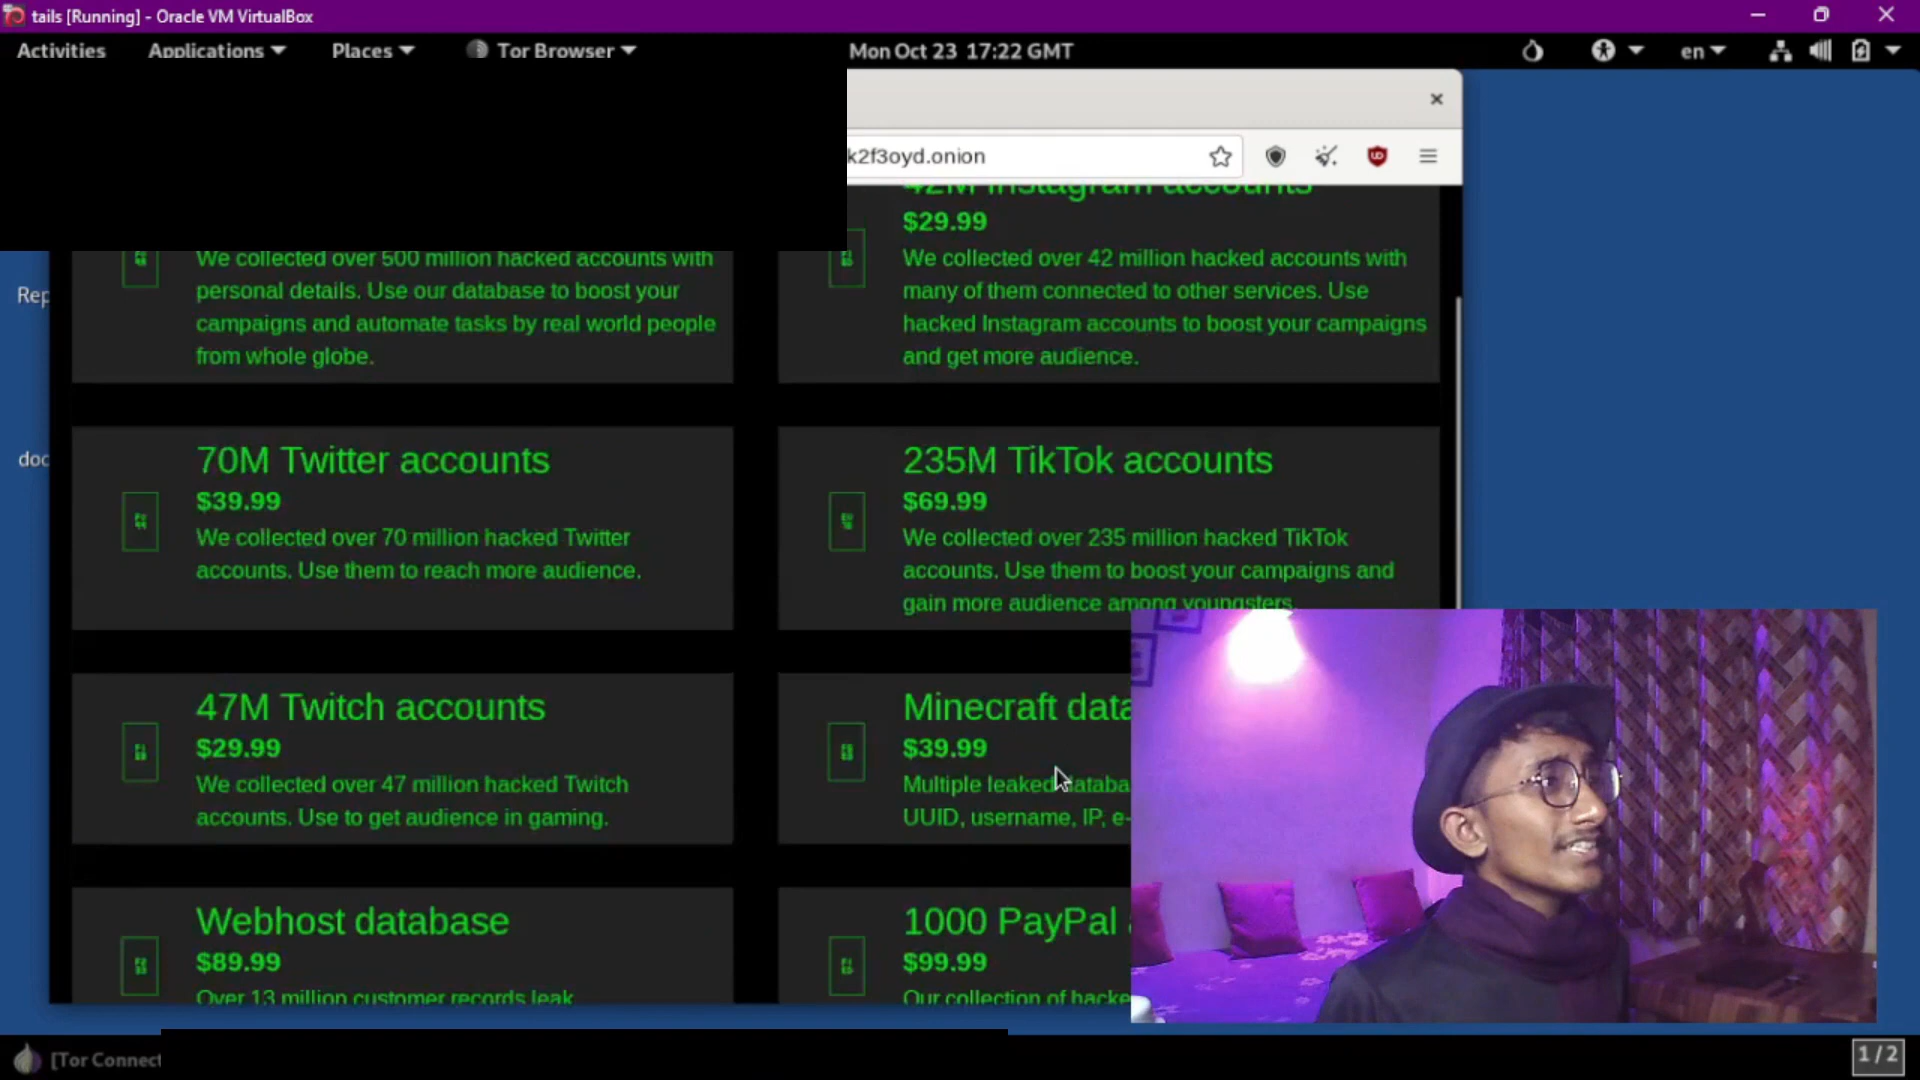 tails [Running] - Oracle VM VirtualBox
Activities Applications Places Tor Browser Mon Oct 23 17:22 GMT en
k2f3oyd.onion
42M Instagram accounts
$29.99
We collected over 500 million hacked accounts with
personal details. Use our database to boost your
campaigns and automate tasks by real world people
from whole globe.
We collected over 42 million hacked accounts with
many of them connected to other services. Use
hacked Instagram accounts to boost your campaigns
and get more audience.
Rep
doc
70M Twitter accounts
$39.99
We collected over 70 million hacked Twitter
accounts. Use them to reach more audience.
235M TikTok accounts
$69.99
We collected over 235 million hacked TikTok
accounts. Use them to boost your campaigns and
gain more audience among youngsters
47M Twitch accounts
$29.99
We collected over 47 million hacked Twitch
accounts. Use to get audience in gaming.
Minecraft data
$39.99
Multiple leaked databa
UUID, username, IP, e-
Webhost database
$89.99
Over 13 million customer records leak
1000 PayPal
$99.99
Our collection of hacke
[Tor Connect
1/2